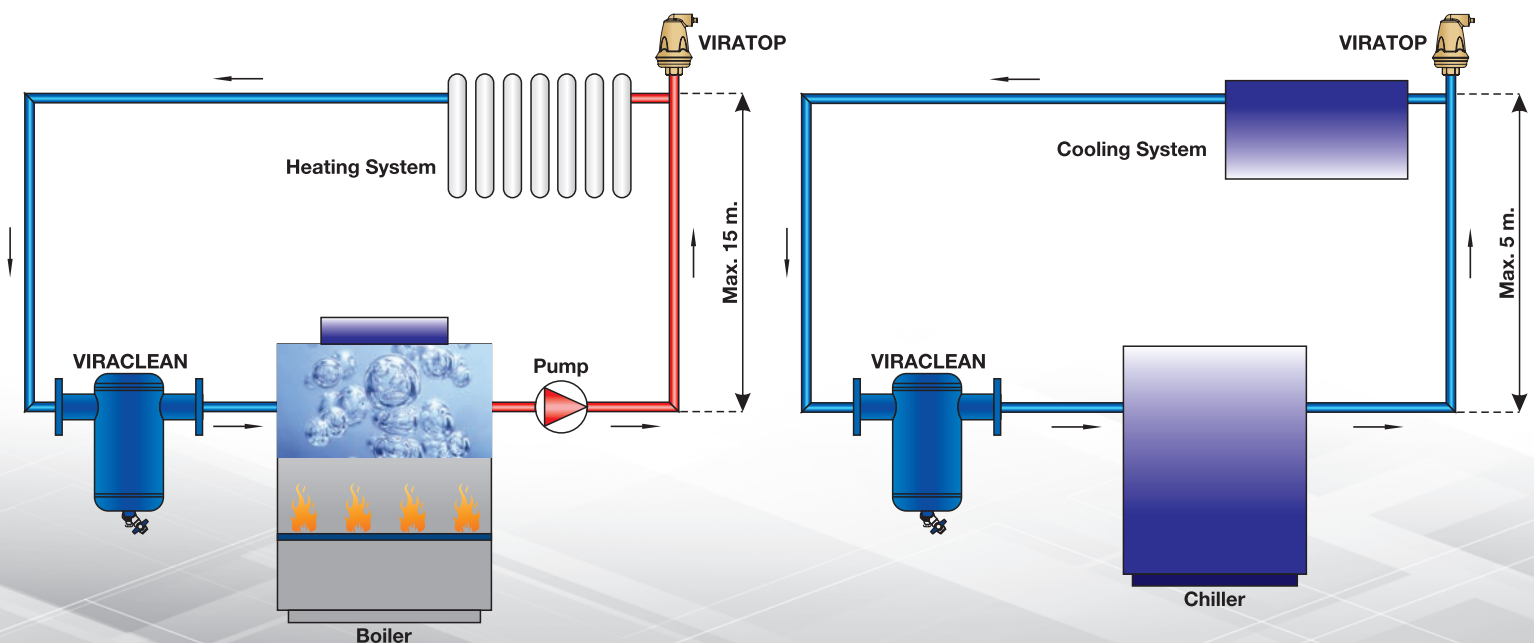 VIRATOP
Heating System
Max. 15 m.
VIRACLEAN
Pump
Boiler
VIRATOP
Cooling System
Max. 5 m.
VIRACLEAN
Chiller